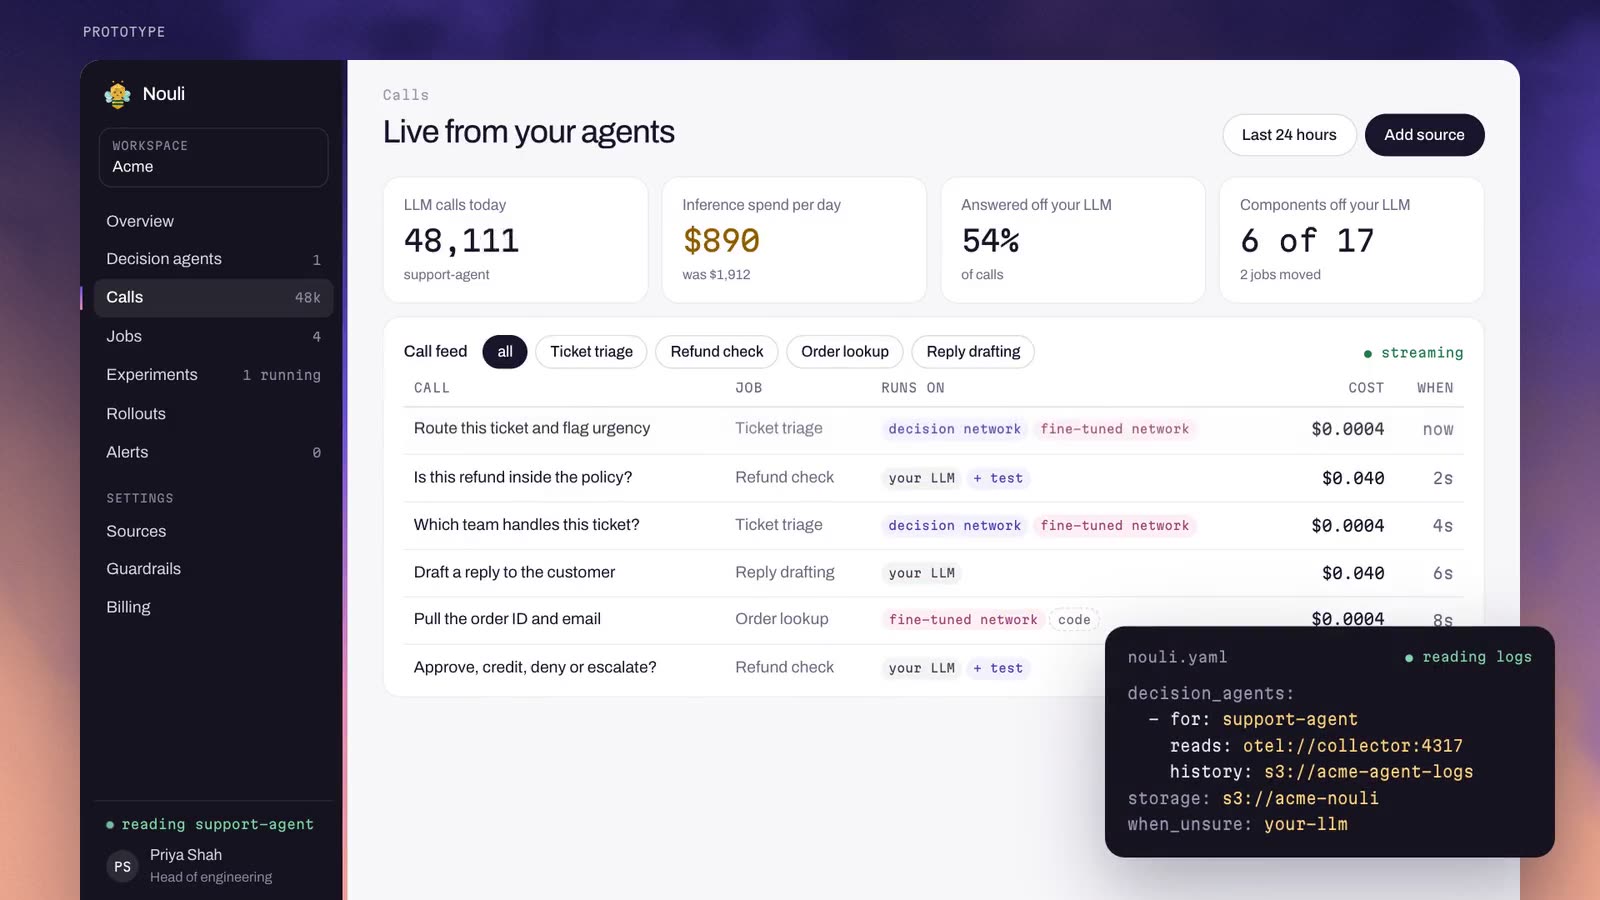 PROTOTYPE
Nouli
WORKSPACE
Acme
Overview
Decision agents 1
Calls 48k
Jobs 4
Experiments 1 running
Rollouts
Alerts 0
SETTINGS
Sources
Guardrails
Billing
reading support-agent
PS
Priya Shah
Head of engineering
Calls
Live from your agents
Last 24 hours
Add source
LLM calls today
48,111
support-agent
Inference spend per day
$890
was $1,912
Answered off your LLM
54%
of calls
Components off your LLM
6 of 17
2 jobs moved
Call feed all Ticket triage Refund check Order lookup Reply drafting streaming
CALL JOB RUNS ON COST WHEN
Route this ticket and flag urgency Ticket triage decision network fine-tuned network $0.0004 now
Is this refund inside the policy? Refund check your LLM + test $0.040 2s
Which team handles this ticket? Ticket triage decision network fine-tuned network $0.0004 4s
Draft a reply to the customer Reply drafting your LLM $0.040 6s
Pull the order ID and email Order lookup fine-tuned network code $0.0004 8s
Approve, credit, deny or escalate? Refund check your LLM + test
nouli.yaml reading logs
decision_agents:
- for: support-agent
reads: otel://collector:4317
history: s3://acme-agent-logs
storage: s3://acme-nouli
when_unsure: your-llm